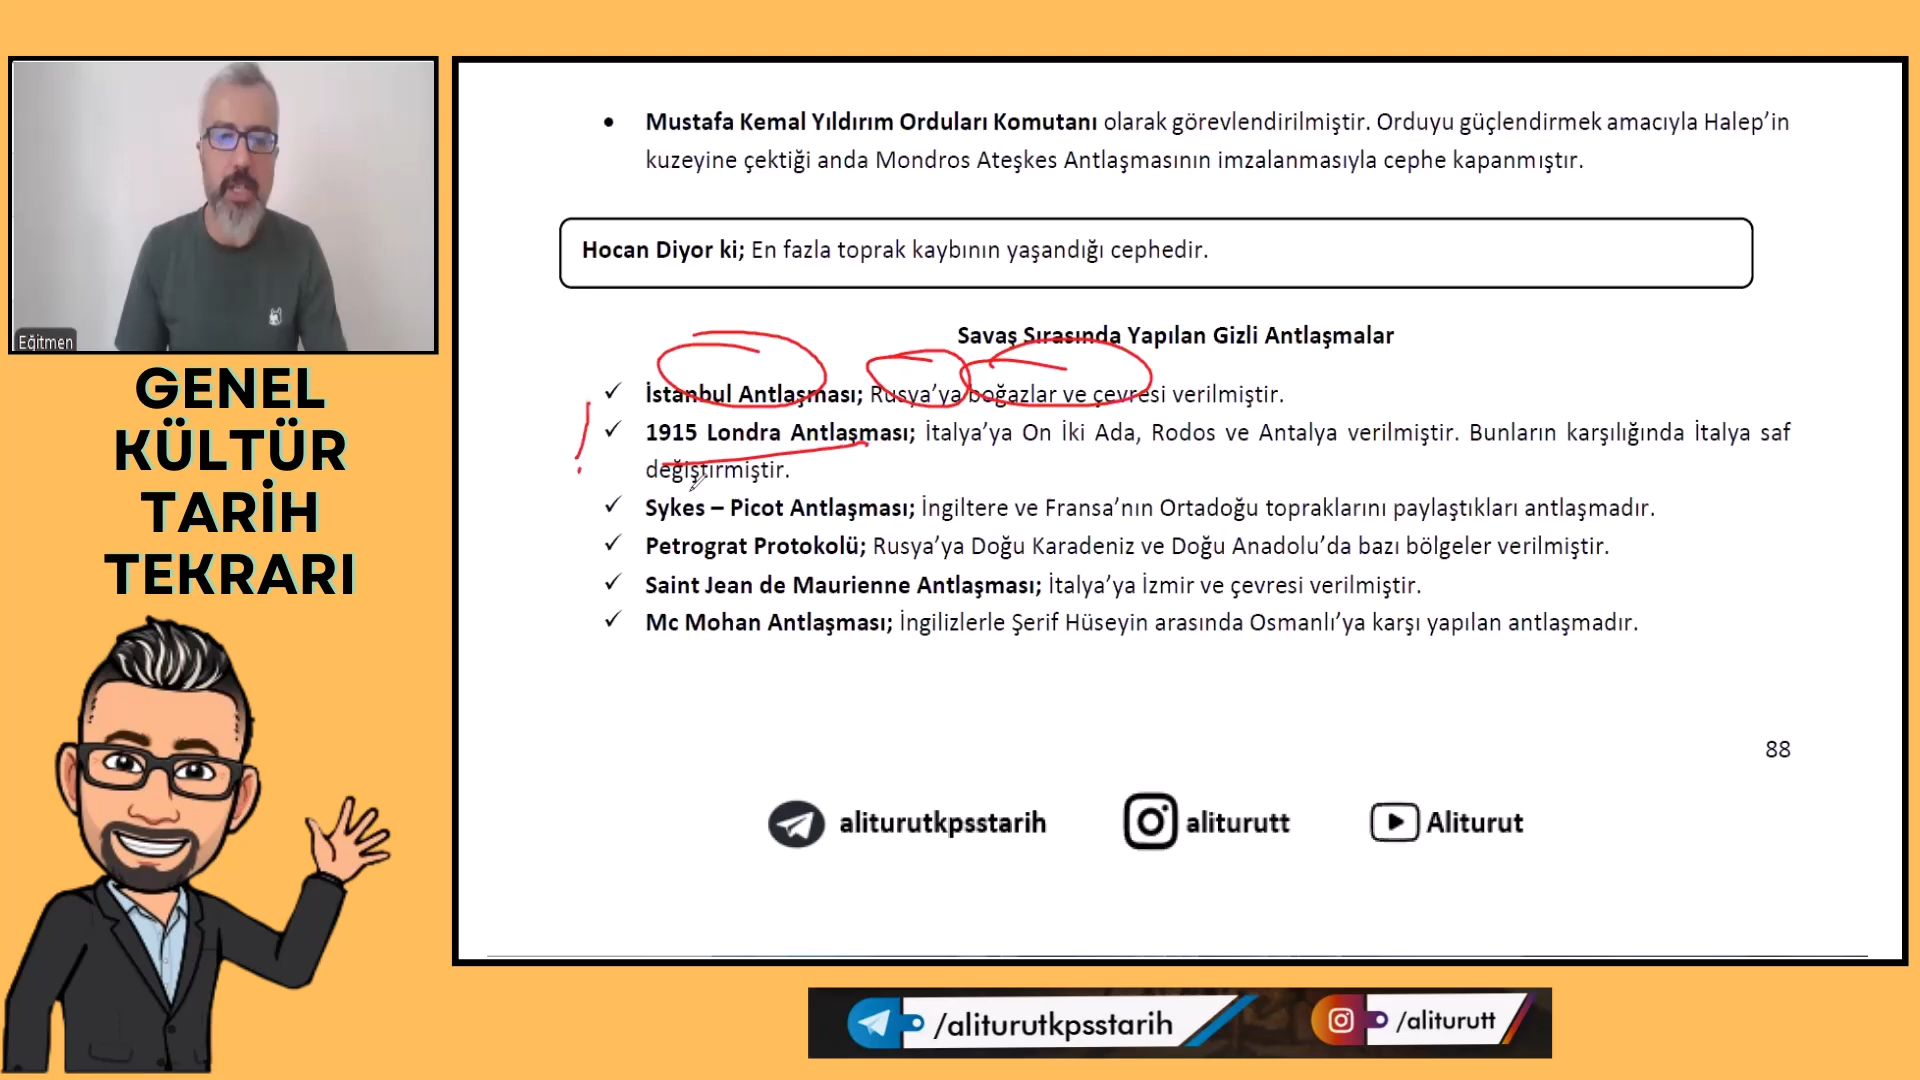 Eğitmen
GENEL
KÜLTÜR
TARİH
TEKRARI
• Mustafa Kemal Yıldırım Orduları Komutanı olarak görevlendirilmiştir. Orduyu güçlendirmek amacıyla Halep’in
kuzeyine çektiği anda Mondros Ateşkes Antlaşmasının imzalanmasıyla cephe kapanmıştır.
Hocan Diyor ki; En fazla toprak kaybının yaşandığı cephedir.
Savaş Sırasında Yapılan Gizli Antlaşmalar
✓ İstanbul Antlaşması; Rusya’ya boğazlar ve çevresi verilmiştir.
✓ 1915 Londra Antlaşması; İtalya’ya On İki Ada, Rodos ve Antalya verilmiştir. Bunların karşılığında İtalya saf
değiştirmiştir.
✓ Sykes – Picot Antlaşması; İngiltere ve Fransa’nın Ortadoğu topraklarını paylaştıkları antlaşmadır.
✓ Petrograt Protokolü; Rusya’ya Doğu Karadeniz ve Doğu Anadolu’da bazı bölgeler verilmiştir.
✓ Saint Jean de Maurienne Antlaşması; İtalya’ya İzmir ve çevresi verilmiştir.
✓ Mc Mohan Antlaşması; İngilizlerle Şerif Hüseyin arasında Osmanlı’ya karşı yapılan antlaşmadır.
88
aliturutkpsstarih aliturutt Aliturut
/aliturutkpsstarih /aliturutt